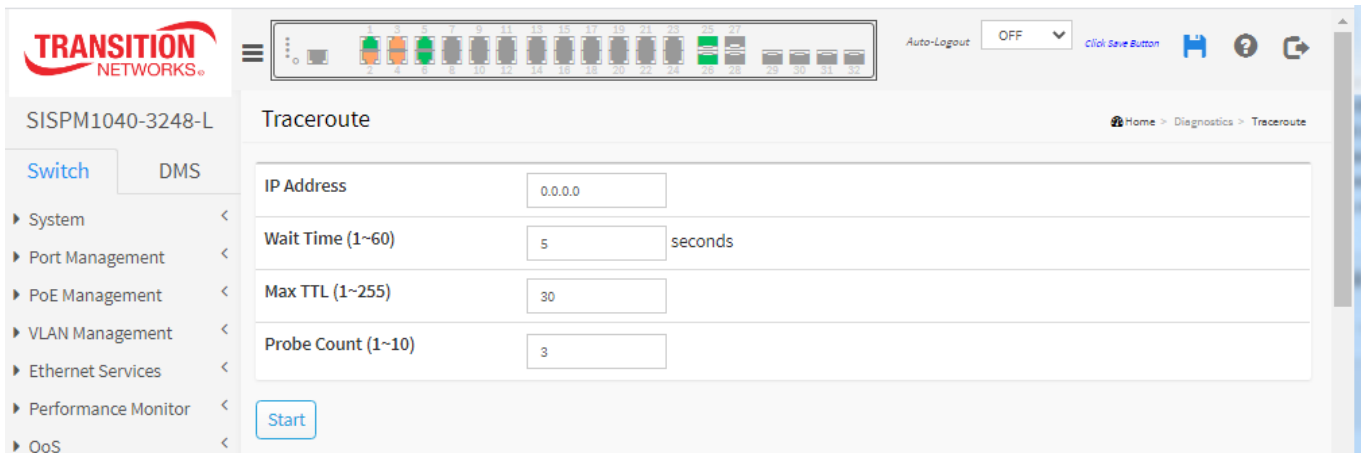 TRANSITION
NETWORKS®
1 3 5 7 9 11 13 15 17 19 21 23 25 27
2 4 6 8 10 12 14 16 18 20 22 24 26 28 29 30 31 32
Auto-Logout OFF Click Save Button
SISPM1040-3248-L
Switch DMS
System
Port Management
PoE Management
VLAN Management
Ethernet Services
Performance Monitor
QoS
Traceroute
Home > Diagnostics > Traceroute
IP Address 0.0.0.0
Wait Time (1~60) 5 seconds
Max TTL (1~255) 30
Probe Count (1~10) 3
Start